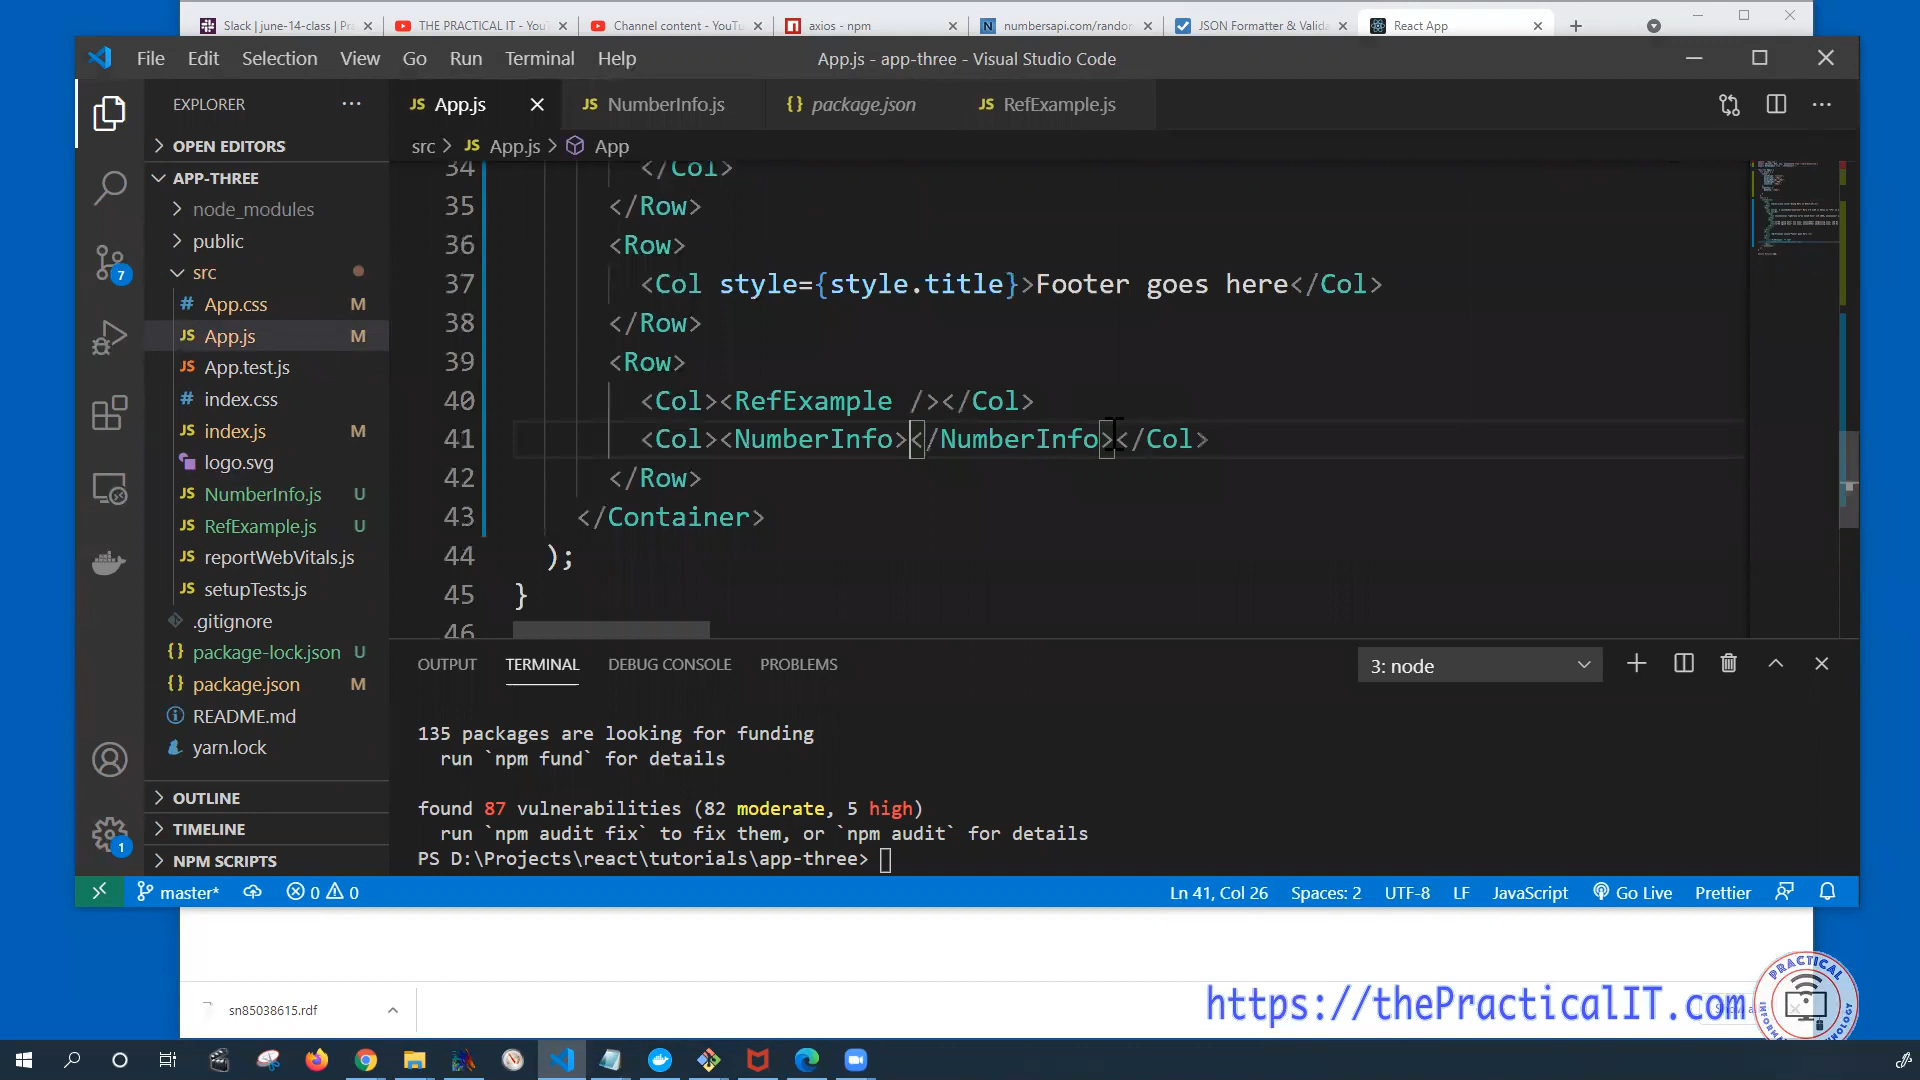 Slack | june-14-class | Pra
THE PRACTICAL IT - YouT
Channel content - YouTu
axios - npm
numbersapi.com/random
JSON Formatter & Valida
React App
File Edit Selection View Go Run Terminal Help
App.js - app-three - Visual Studio Code
EXPLORER
App.js
NumberInfo.js
package.json
RefExample.js
src > JS App.js > App
OPEN EDITORS
APP-THREE
node_modules
public
src
App.css M
App.js M
App.test.js
index.css
index.js M
logo.svg
NumberInfo.js U
RefExample.js U
reportWebVitals.js
setupTests.js
.gitignore
package-lock.json U
package.json M
README.md
yarn.lock
OUTLINE
TIMELINE
NPM SCRIPTS
7
1
34 </Col>
35 </Row>
36 <Row>
37 <Col style={style.title}>Footer goes here</Col>
38 </Row>
39 <Row>
40 <Col><RefExample /></Col>
41 <Col><NumberInfo></NumberInfo></Col>
42 </Row>
43 </Container>
44 );
45 }
46
OUTPUT TERMINAL DEBUG CONSOLE PROBLEMS
3: node
135 packages are looking for funding
run `npm fund` for details
found 87 vulnerabilities (82 moderate, 5 high)
run `npm audit fix` to fix them, or `npm audit` for details
PS D:\Projects\react\tutorials\app-three>
master* 0 0
Ln 41, Col 26 Spaces: 2 UTF-8 LF JavaScript Go Live Prettier
sn85038615.rdf
https://thePracticalIT.com
PRACTICAL